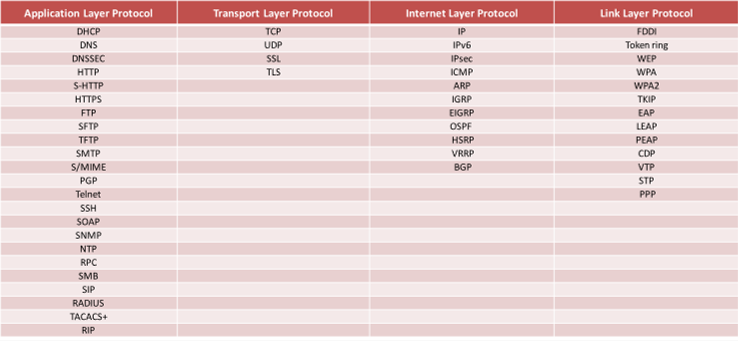 Application Layer Protocol Transport Layer Protocol Internet Layer Protocol Link Layer Protocol
DHCP TCP IP FDDI
DNS UDP IPv6 Token ring
DNSSEC SSL IPsec WEP
HTTP TLS ICMP WPA
S-HTTP ARP WPA2
HTTPS IGRP TKIP
FTP EIGRP EAP
SFTP OSPF LEAP
TFTP HSRP PEAP
SMTP VRRP CDP
S/MIME BGP VTP
PGP STP
Telnet PPP
SSH
SOAP
SNMP
NTP
RPC
SMB
SIP
RADIUS
TACACS+
RIP